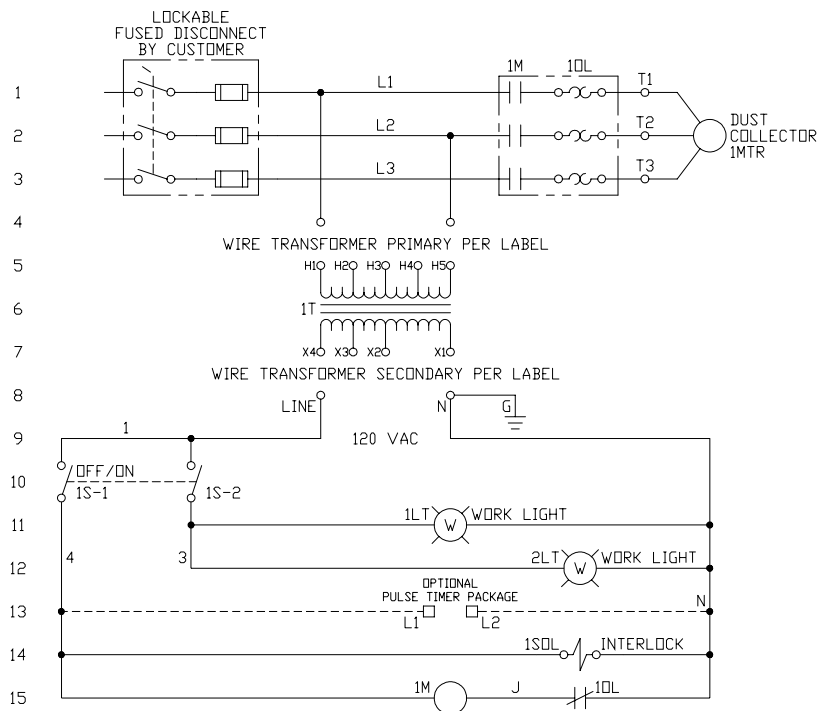 LOCKABLE
FUSED DISCONNECT
BY CUSTOMER
1M
1OL
1
L1
T1
2
L2
T2
DUST
COLLECTOR
1MTR
3
L3
T3
4
WIRE TRANSFORMER PRIMARY PER LABEL
5
H1
H2
H3
H4
H5
6
1T
7
X4
X3
X2
X1
WIRE TRANSFORMER SECONDARY PER LABEL
8
LINE
N
G
9
1
120 VAC
10
OFF/ON
1S-1
1S-2
11
1LT
W
WORK LIGHT
12
4
3
2LT
W
WORK LIGHT
OPTIONAL
PULSE TIMER PACKAGE
13
L1
L2
N
14
1SOL
INTERLOCK
15
1M
J
1OL